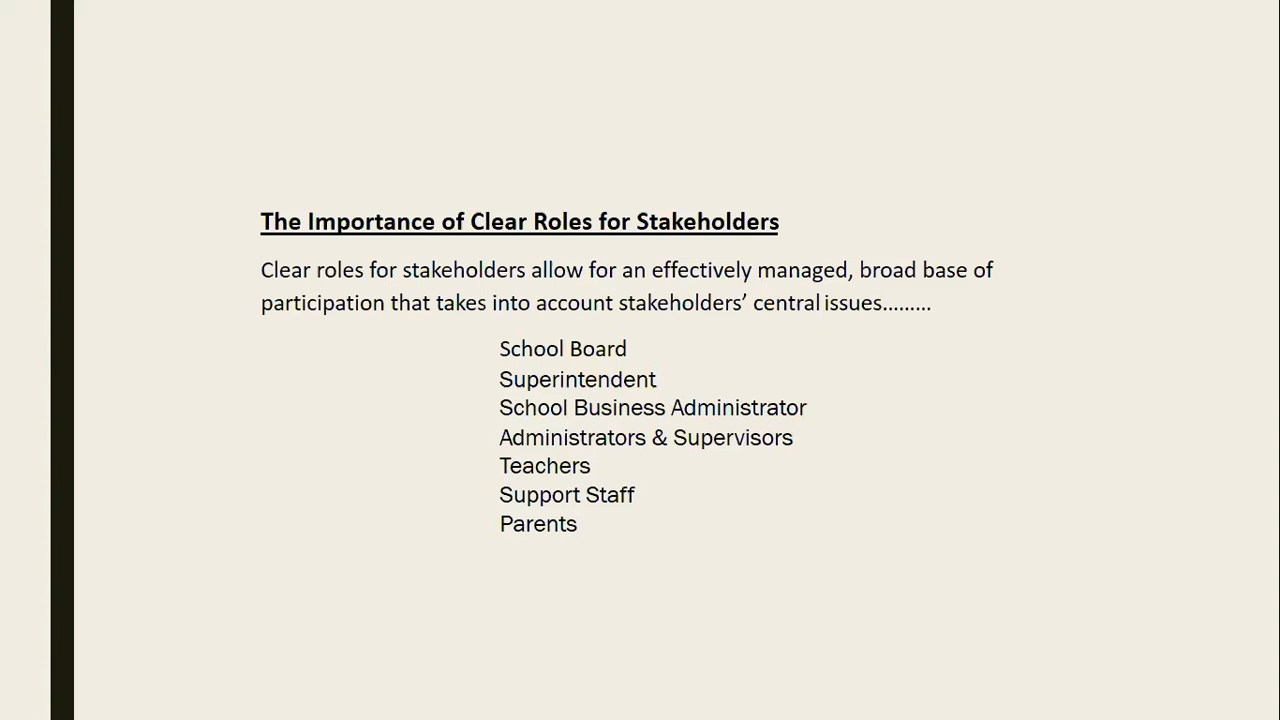 The Importance of Clear Roles for Stakeholders
Clear roles for stakeholders allow for an effectively managed, broad base of
participation that takes into account stakeholders’ central issues………
School Board
Superintendent
School Business Administrator
Administrators & Supervisors
Teachers
Support Staff
Parents